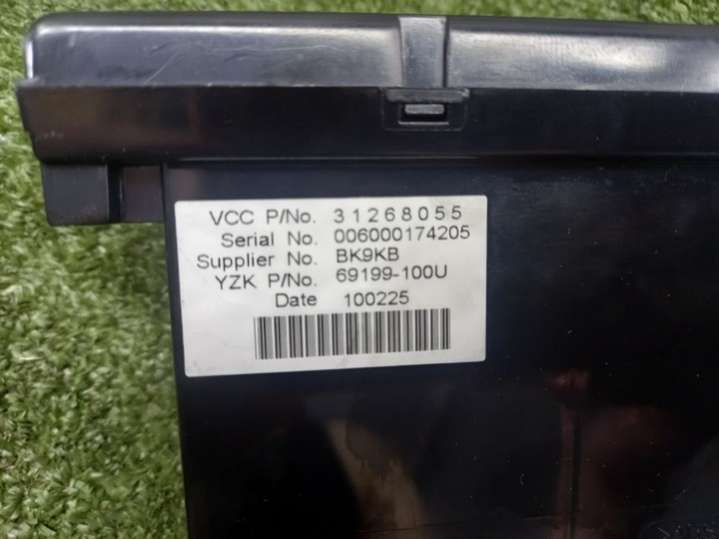 VCC P/No. 31268055
Serial No. 006000174205
Supplier No. BK9KB
YZK P/No. 69199-100U
Date 100225